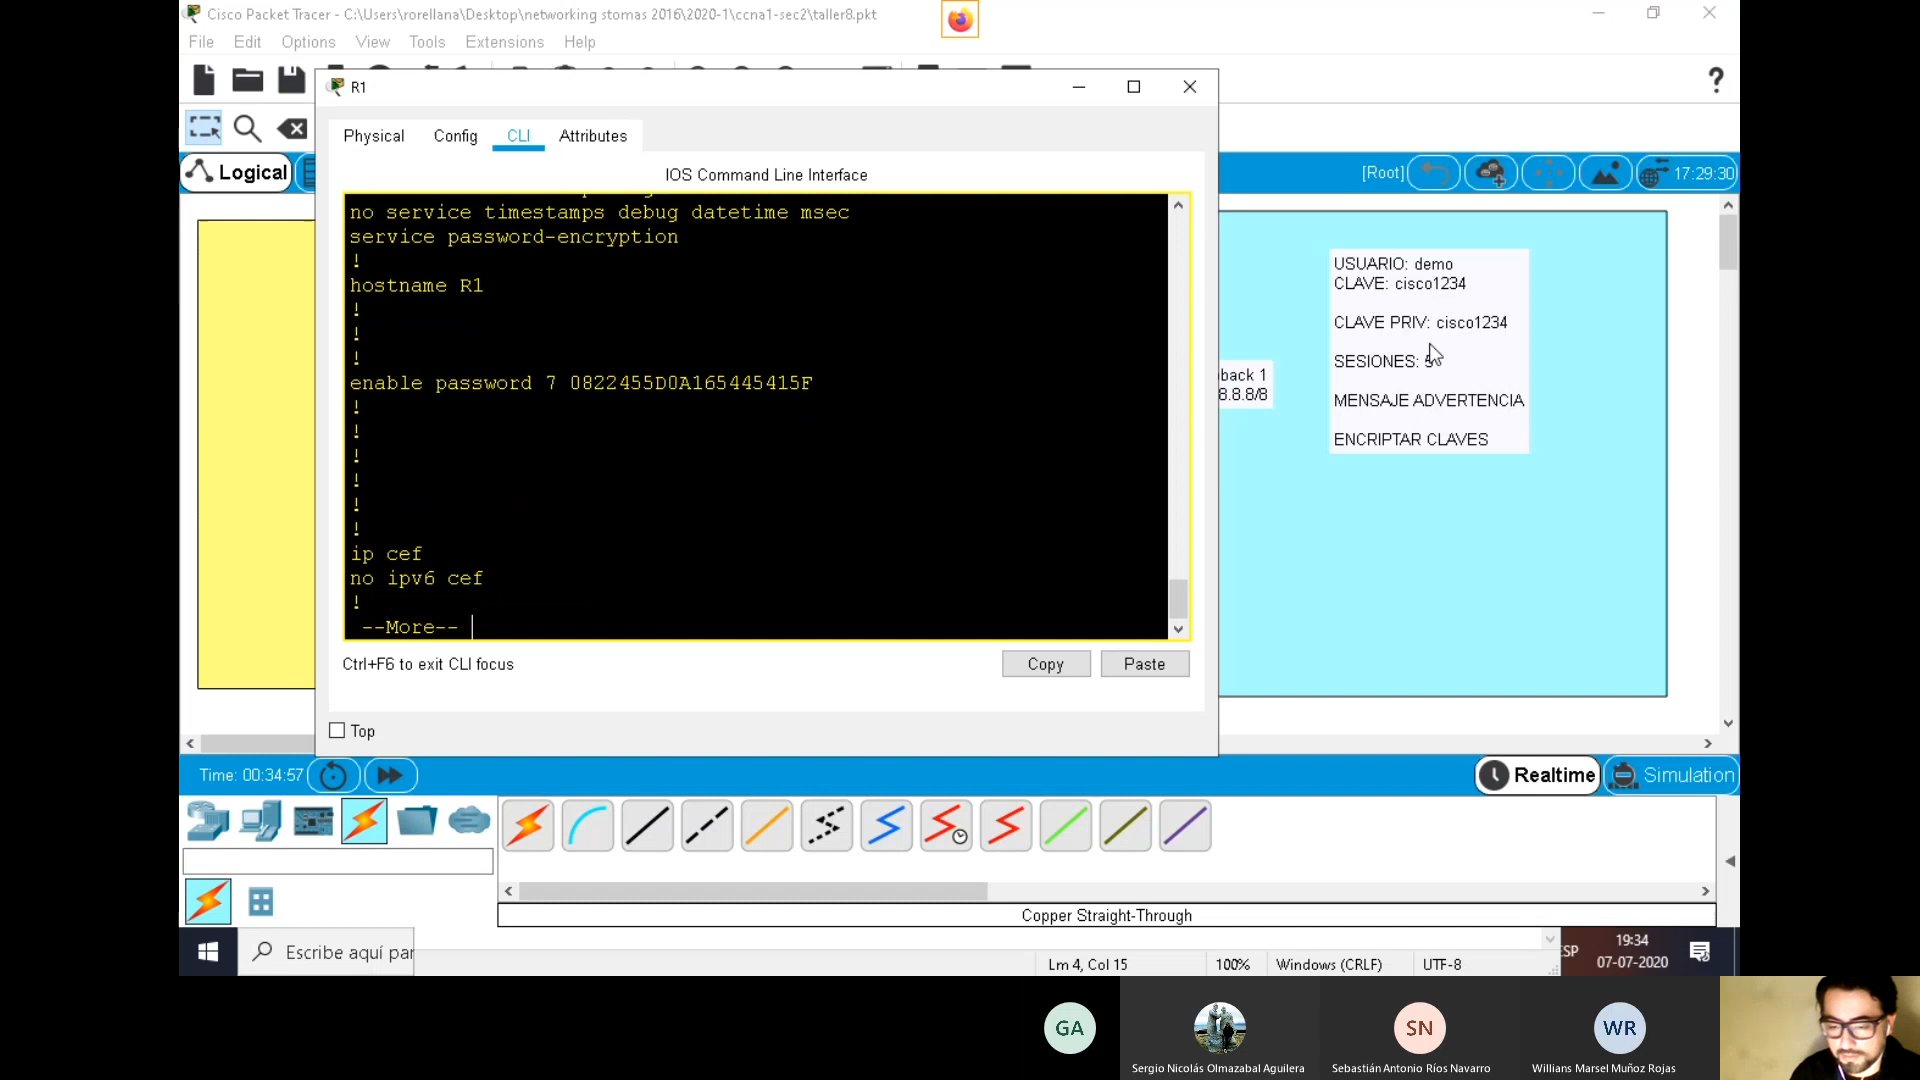 Cisco Packet Tracer - C:\Users\rorellana\Desktop\networking stomas 2016\2020-1\ccna1-sec2\taller8.pkt
File Edit Options View Tools Extensions Help
R1
Physical Config CLI Attributes
IOS Command Line Interface
Logical
[Root]
17:29:30
no service timestamps debug datetime msec
service password-encryption
!
hostname R1
!
!
!
enable password 7 0822455D0A165445415F
!
!
!
!
!
!
ip cef
no ipv6 cef
!
--More--
Ctrl+F6 to exit CLI focus
Copy
Paste
Top
back 1
8.8.8/8
USUARIO: demo
CLAVE: cisco1234
CLAVE PRIV: cisco1234
SESIONES: 5
MENSAJE ADVERTENCIA
ENCRIPTAR CLAVES
Time: 00:34:57
Realtime
Simulation
Copper Straight-Through
Escribe aquí par
Lm 4, Col 15
100%
Windows (CRLF)
UTF-8
ESP
19:34
07-07-2020
GA
SN
WR
Sergio Nicolás Olmazabal Aguilera
Sebastián Antonio Ríos Navarro
Willians Marsel Muñoz Rojas